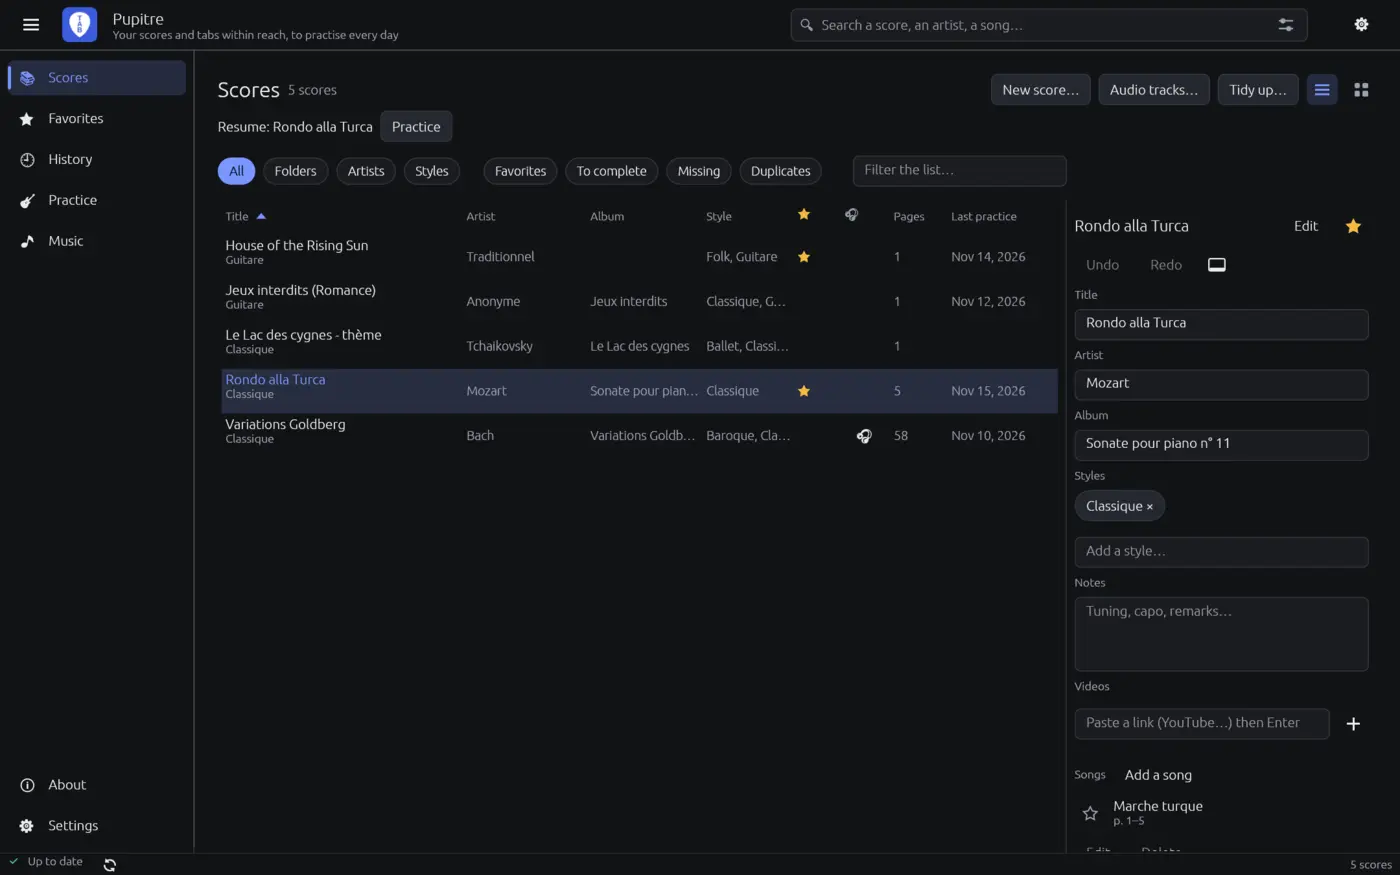 Pupitre
Your scores and tabs within reach, to practise every day
Search a score, an artist, a song…
TAB
Scores
Favorites
History
Practice
Music
About
Settings
Scores 5 scores
New score…
Audio tracks…
Tidy up…
Resume: Rondo alla Turca Practice
All
Folders
Artists
Styles
Favorites
To complete
Missing
Duplicates
Filter the list…
Title Artist Album Style Pages Last practice
House of the Rising Sun
Guitare
Traditionnel Folk, Guitare 1 Nov 14, 2026
Jeux interdits (Romance)
Guitare
Anonyme Jeux interdits Classique, G… 1 Nov 12, 2026
Le Lac des cygnes - thème
Classique
Tchaikovsky Le Lac des cygnes Ballet, Classi… 1
Rondo alla Turca
Classique
Mozart Sonate pour pian… Classique 5 Nov 15, 2026
Variations Goldberg
Classique
Bach Variations Goldb… Baroque, Cla… 58 Nov 10, 2026
Rondo alla Turca Edit
Undo Redo
Title
Rondo alla Turca
Artist
Mozart
Album
Sonate pour piano n° 11
Styles
Classique ×
Add a style…
Notes
Tuning, capo, remarks…
Videos
Paste a link (YouTube…) then Enter
Songs Add a song
Marche turque
p. 1–5
Edit Delete
Up to date
5 scores